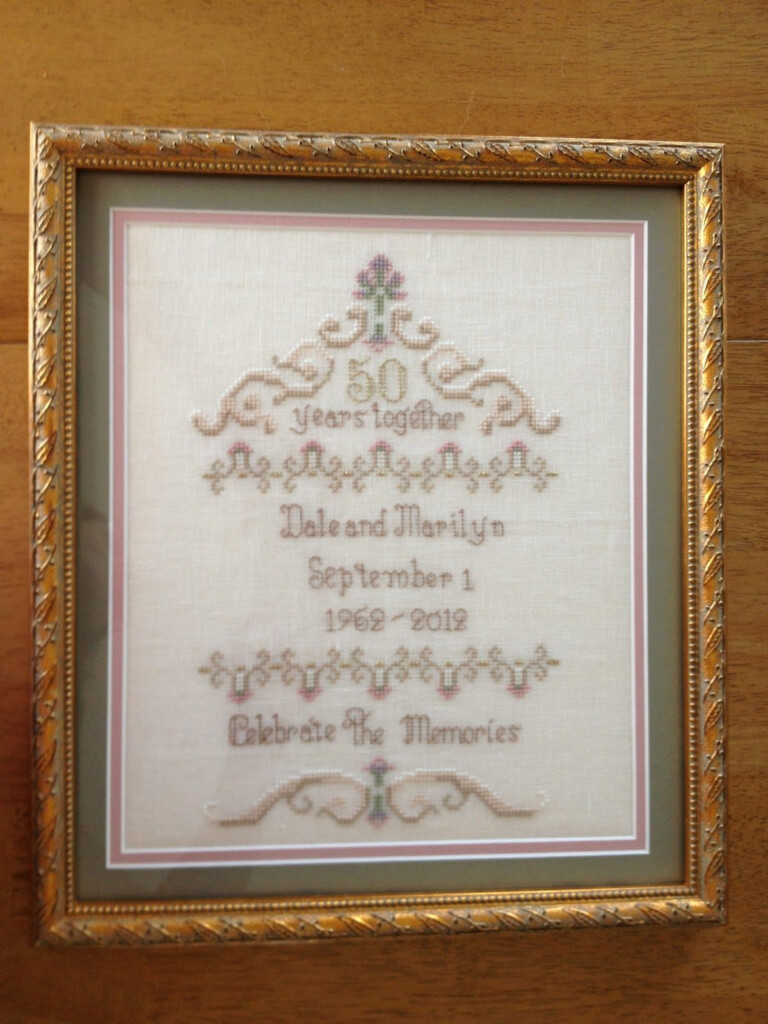 50
years together
Dale and Marilyn
September 1
1962~2012
Celebrate The Memories